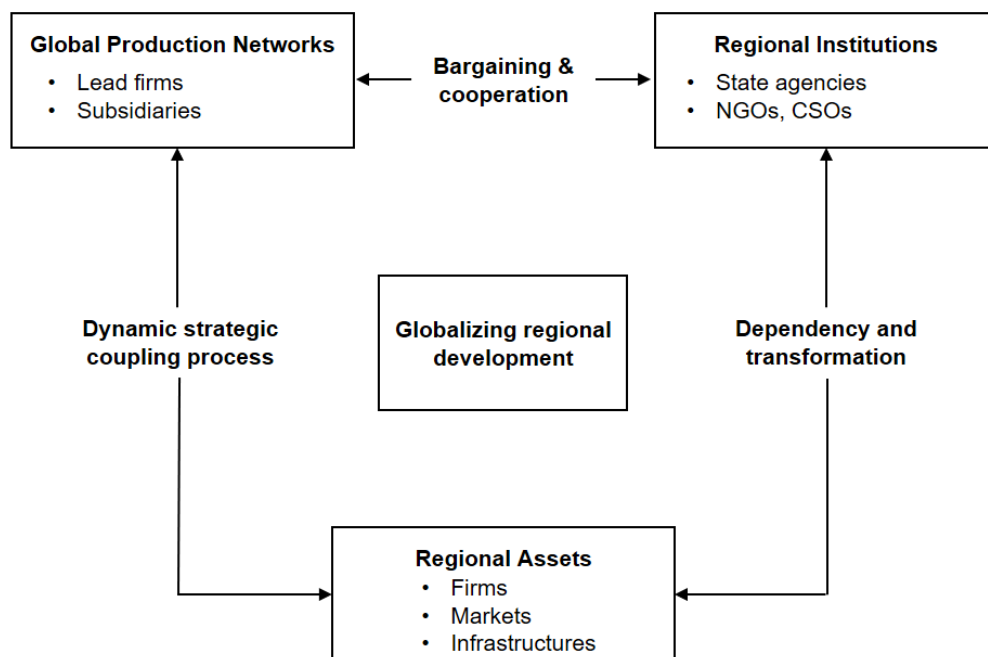 Global Production Networks
• Lead firms
• Subsidiaries
Bargaining &
cooperation
Regional Institutions
• State agencies
• NGOs, CSOs
Dynamic strategic
coupling process
Globalizing regional
development
Dependency and
transformation
Regional Assets
• Firms
• Markets
• Infrastructures